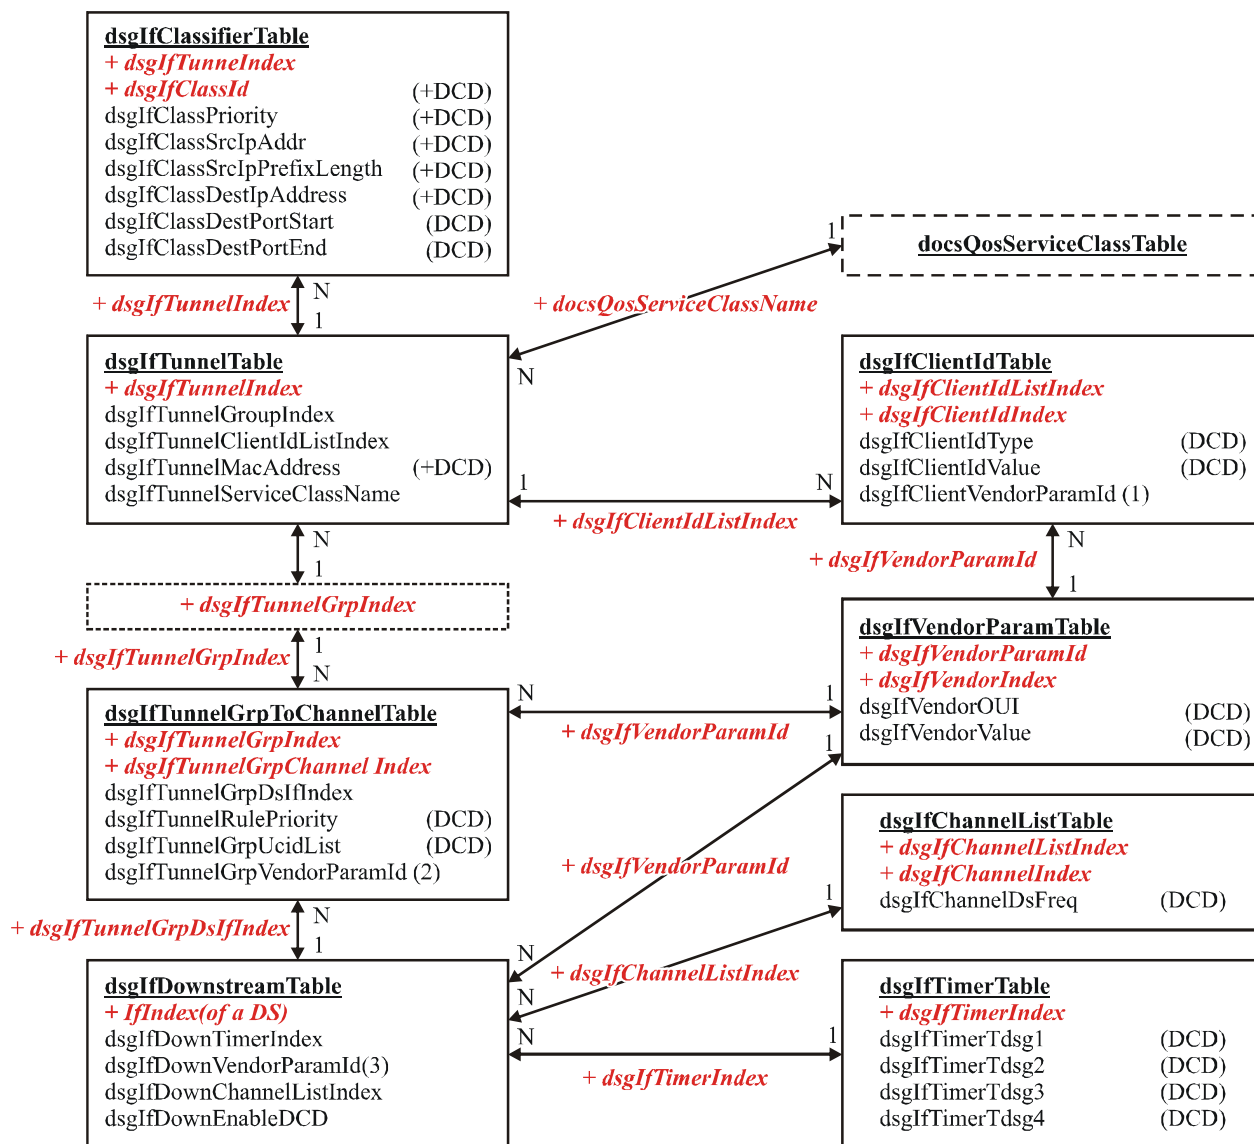 dsgIfClassifierTable
+ dsgIfTunneIndex
+ dsgIfClassId (+DCD)
dsgIfClassPriority (+DCD)
dsgIfClassSrcIpAddr (+DCD)
dsgIfClassSrcIpPrefixLength (+DCD)
dsgIfClassDestIpAddress (+DCD)
dsgIfClassDestPortStart (DCD)
dsgIfClassDestPortEnd (DCD)
1
docsQosServiceClassTable
+ dsgIfTunnelIndex
N
1
+ docsQosServiceClassName
N
dsgIfTunnelTable
+ dsgIfTunnelIndex
dsgIfTunnelGroupIndex
dsgIfTunnelClientIdListIndex
dsgIfTunnelMacAddress (+DCD)
dsgIfTunnelServiceClassName
dsgIfClientIdTable
+ dsgIfClientIdListIndex
+ dsgIfClientIdIndex
dsgIfClientIdType (DCD)
dsgIfClientIdValue (DCD)
dsgIfClientVendorParamId (1)
1
N
+ dsgIfClientIdListIndex
N
1
+ dsgIfVendorParamId
N
1
+ dsgIfTunnelGrpIndex
+ dsgIfTunnelGrpIndex
1
N
dsgIfVendorParamTable
+ dsgIfVendorParamId
+ dsgIfVendorIndex
dsgIfVendorOUI (DCD)
dsgIfVendorValue (DCD)
dsgIfTunnelGrpToChannelTable
+ dsgIfTunnelGrpIndex
+ dsgIfTunnelGrpChannel Index
dsgIfTunnelGrpDsIfIndex
dsgIfTunnelRulePriority (DCD)
dsgIfTunnelGrpUcidList (DCD)
dsgIfTunnelGrpVendorParamId (2)
N
1
+ dsgIfVendorParamId
1
+ dsgIfVendorParamId
N
dsgIfChannelListTable
+ dsgIfChannelListIndex
+ dsgIfChannelIndex
dsgIfChannelDsFreq (DCD)
1
+ dsgIfTunnelGrpDsIfIndex
N
1
+ dsgIfChannelListIndex
N
dsgIfDownstreamTable
+ IfIndex(of a DS)
dsgIfDownTimerIndex
dsgIfDownVendorParamId(3)
dsgIfDownChannelListIndex
dsgIfDownEnableDCD
N
1
+ dsgIfTimerIndex
dsgIfTimerTable
+ dsgIfTimerIndex
dsgIfTimerTdsg1 (DCD)
dsgIfTimerTdsg2 (DCD)
dsgIfTimerTdsg3 (DCD)
dsgIfTimerTdsg4 (DCD)